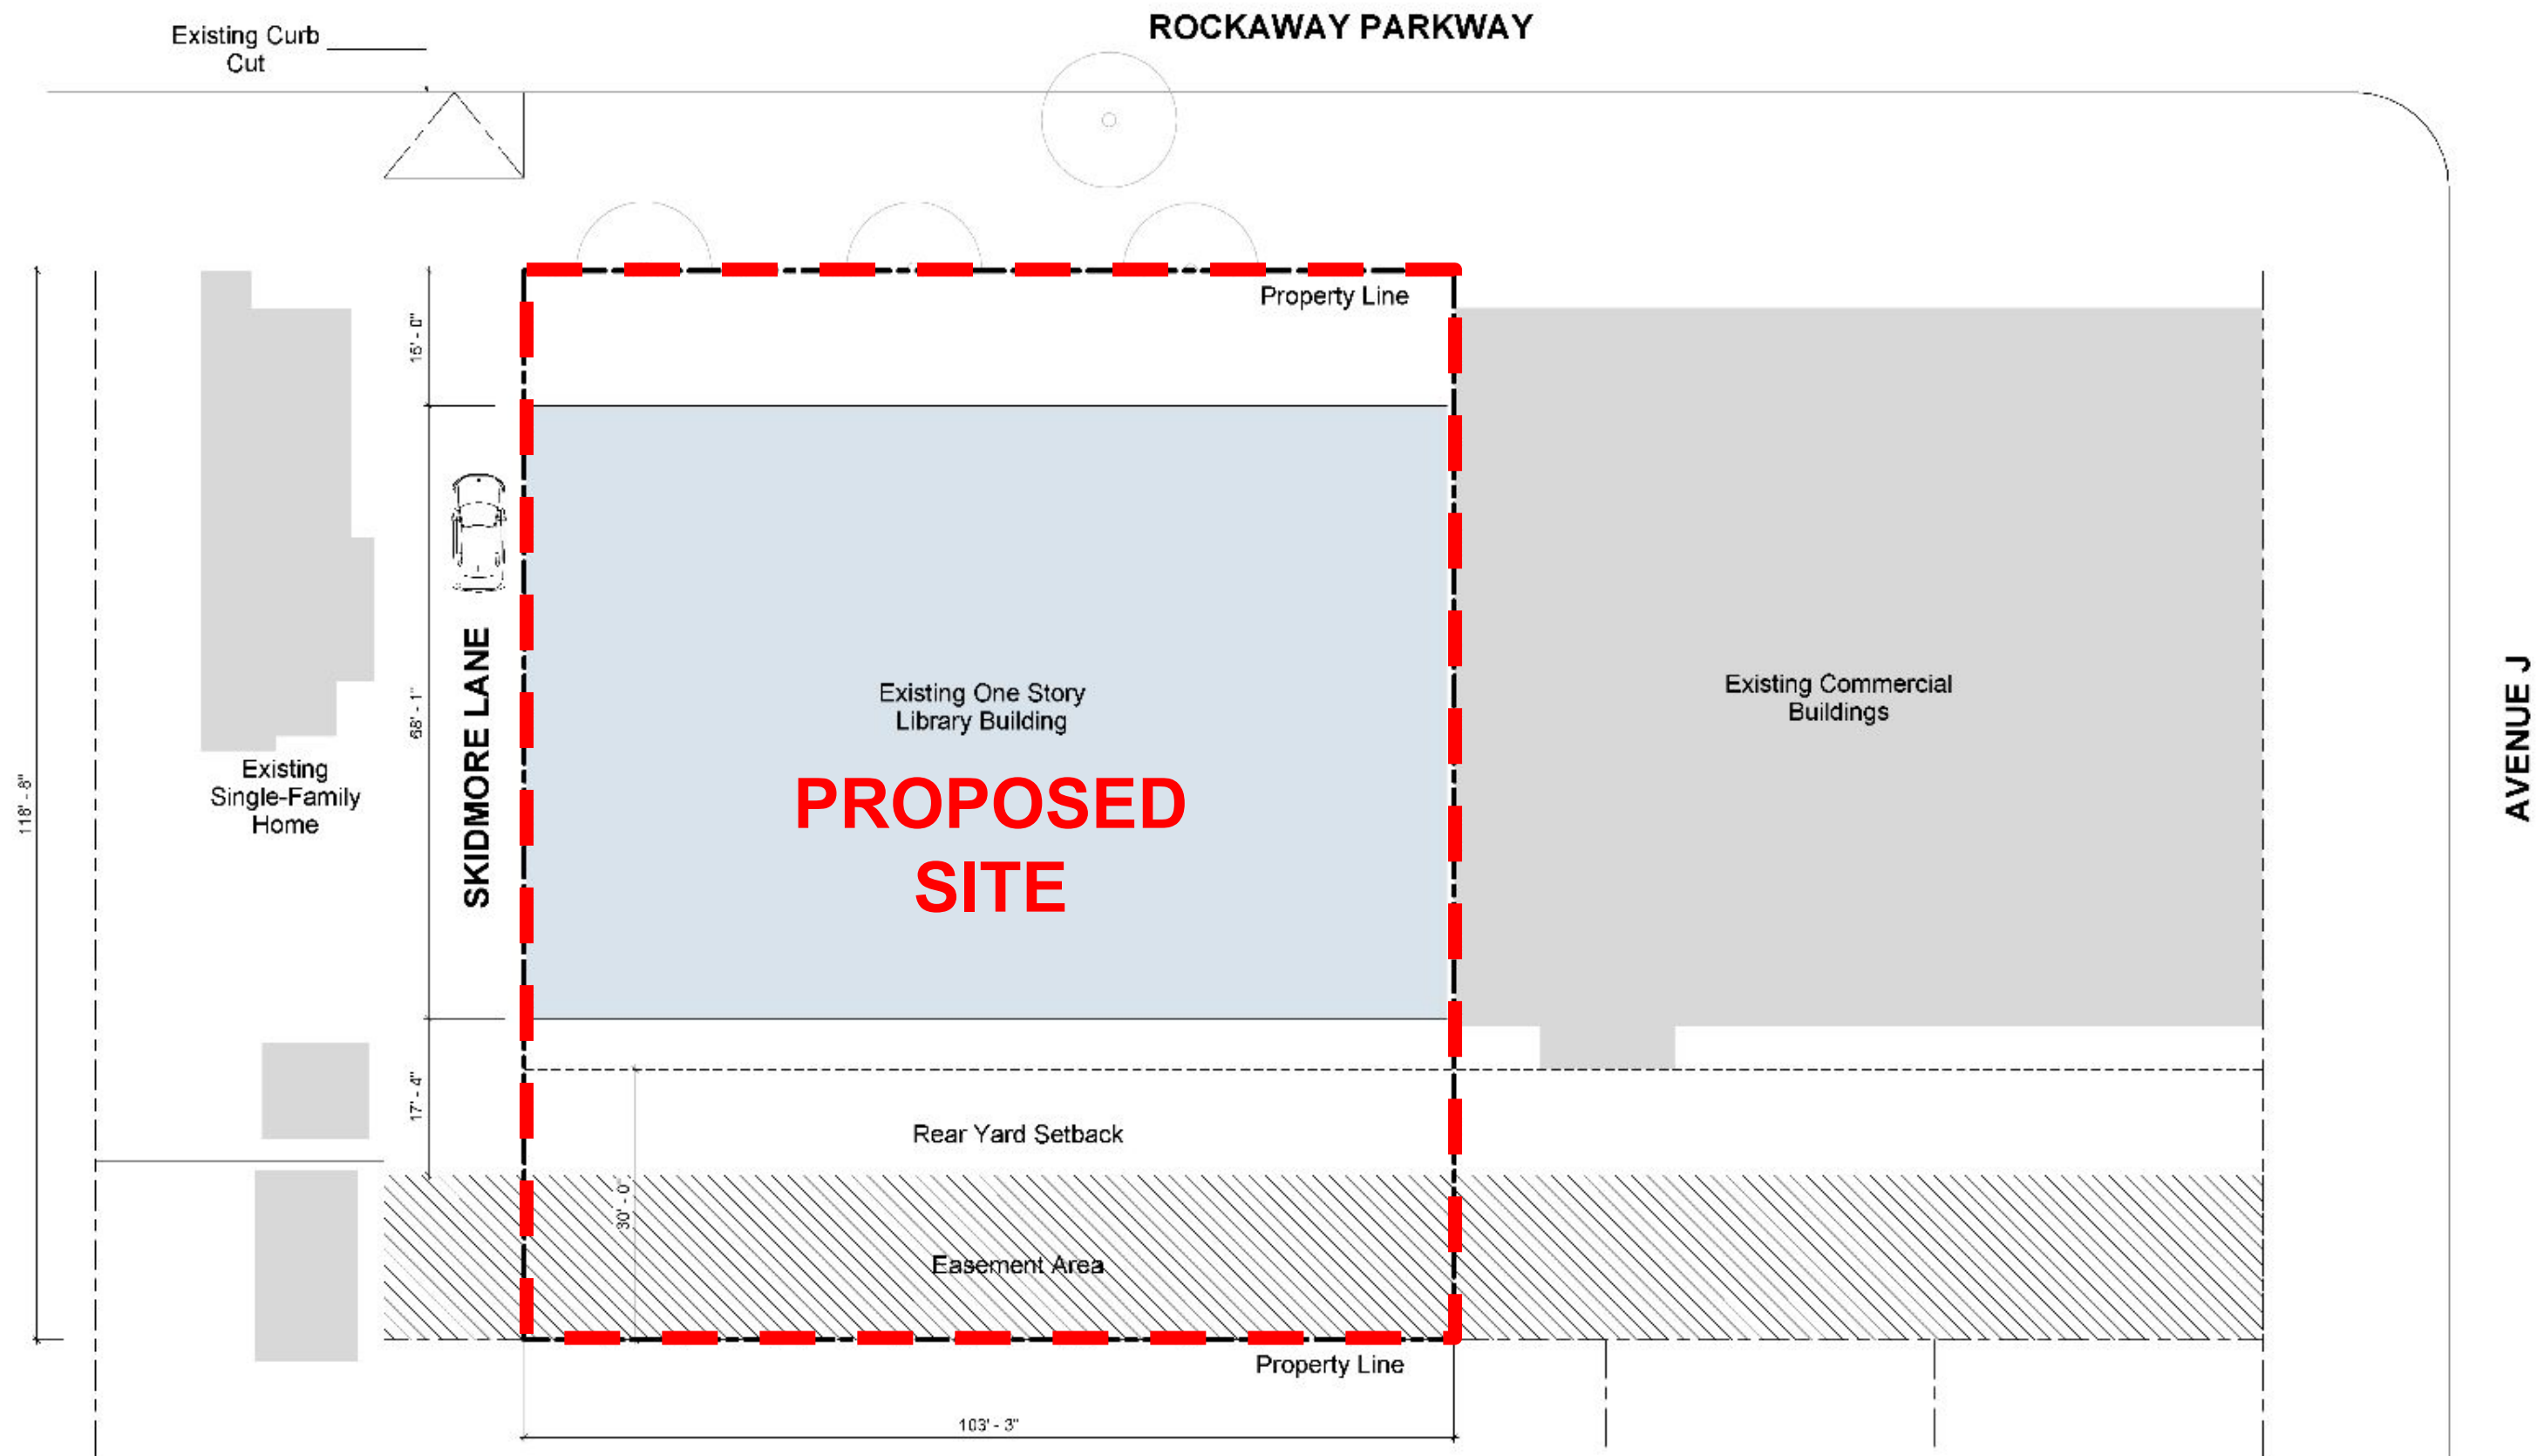 ROCKAWAY PARKWAY
Existing Curb
Cut
Property Line
15' - 0"
68' - 1"
SKIDMORE LANE
Existing One Story
Library Building
PROPOSED
SITE
Existing Commercial
Buildings
AVENUE J
Existing
Single-Family
Home
118' - 8"
17' - 4"
Rear Yard Setback
30' - 0"
Easement Area
Property Line
103' - 3"